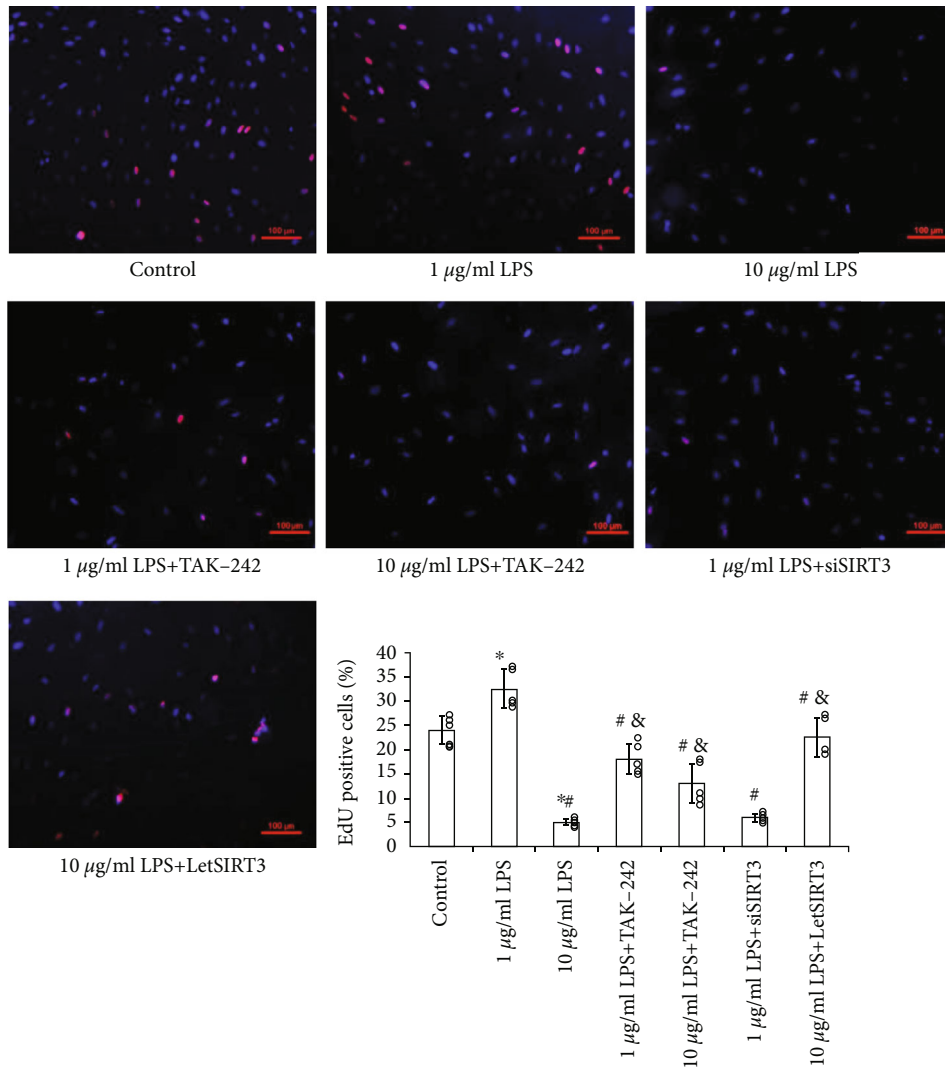 100 μm
100 μm
100 μm
Control
1 μg/ml LPS
10 μg/ml LPS
100 μm
100 μm
100 μm
1 μg/ml LPS+TAK–242
10 μg/ml LPS+TAK–242
1 μg/ml LPS+siSIRT3
100 μm
10 μg/ml LPS+LetSIRT3
EdU positive cells (%)
40
35
30
25
20
15
10
5
0
*
*#
# &
# &
#
# &
Control
1 μg/ml LPS
10 μg/ml LPS
1 μg/ml LPS+TAK–242
10 μg/ml LPS+TAK–242
1 μg/ml LPS+siSIRT3
10 μg/ml LPS+LetSIRT3